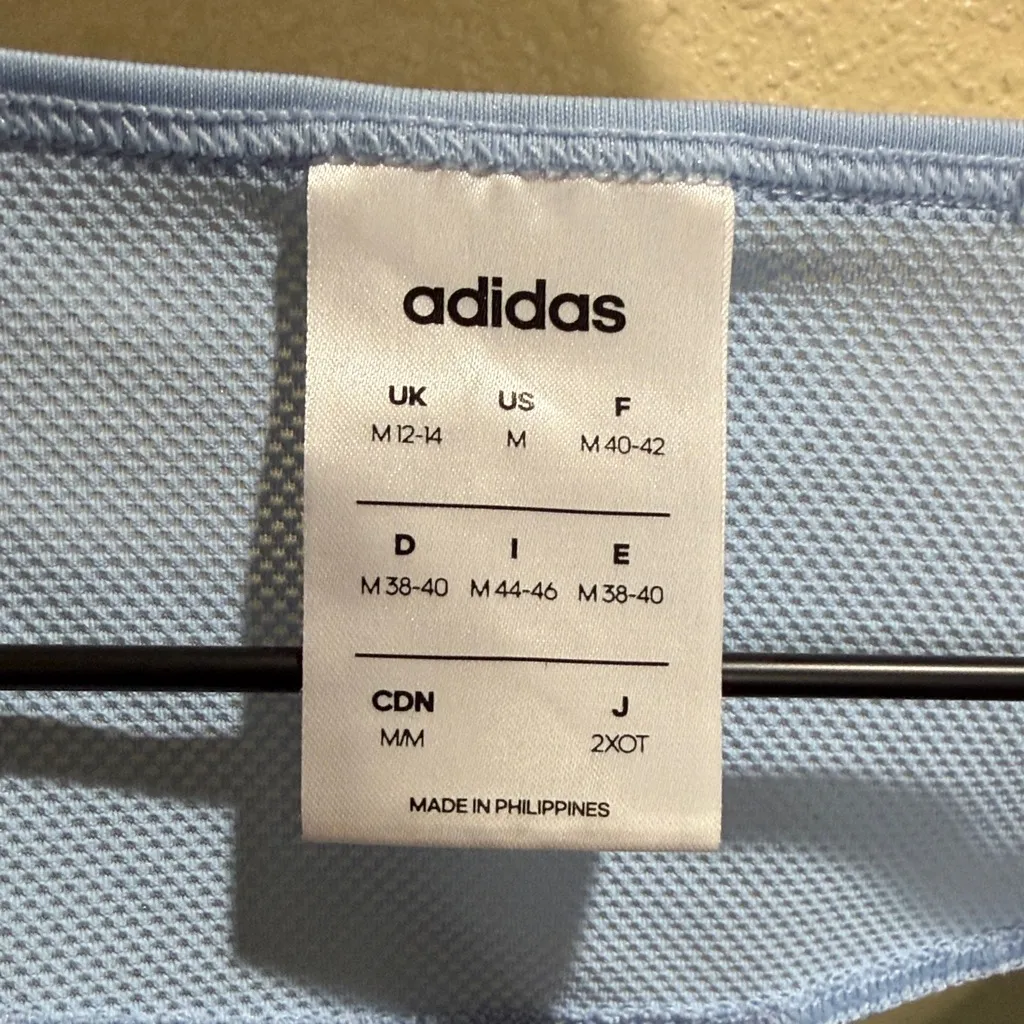 adidas
UK US F
M 12-14 M M 40-42
D I E
M 38-40 M 44-46 M 38-40
CDN J
M/M 2XOT
MADE IN PHILIPPINES